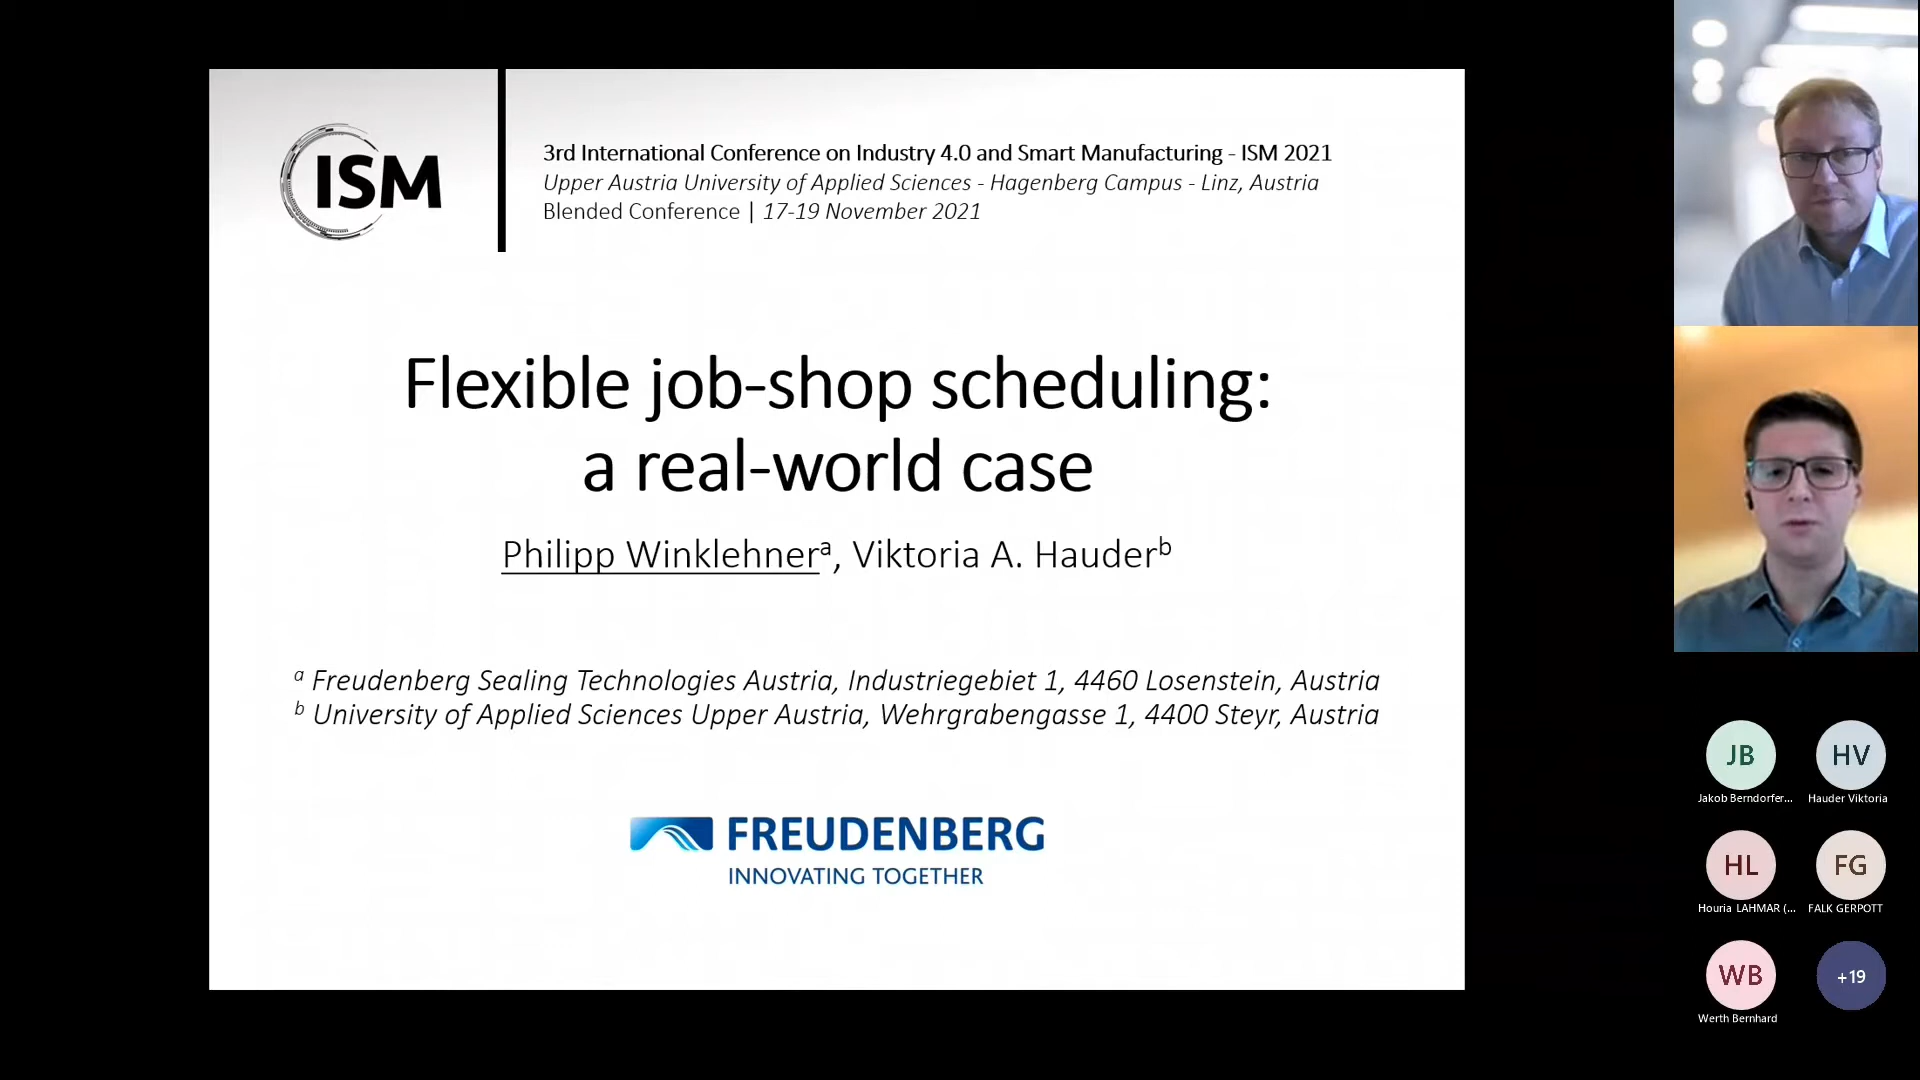 ISM
3rd International Conference on Industry 4.0 and Smart Manufacturing - ISM 2021
Upper Austria University of Applied Sciences - Hagenberg Campus - Linz, Austria
Blended Conference | 17-19 November 2021
Flexible job-shop scheduling:
a real-world case
Philipp Winklehnerᵃ, Viktoria A. Hauderᵇ
ᵃ Freudenberg Sealing Technologies Austria, Industriegebiet 1, 4460 Losenstein, Austria
ᵇ University of Applied Sciences Upper Austria, Wehrgrabengasse 1, 4400 Steyr, Austria
FREUDENBERG
INNOVATING TOGETHER
JB
Jakob Berndorfer...
HV
Hauder Viktoria
HL
Houria LAHMAR (...
FG
FALK GERPOTT
WB
Werth Bernhard
+19